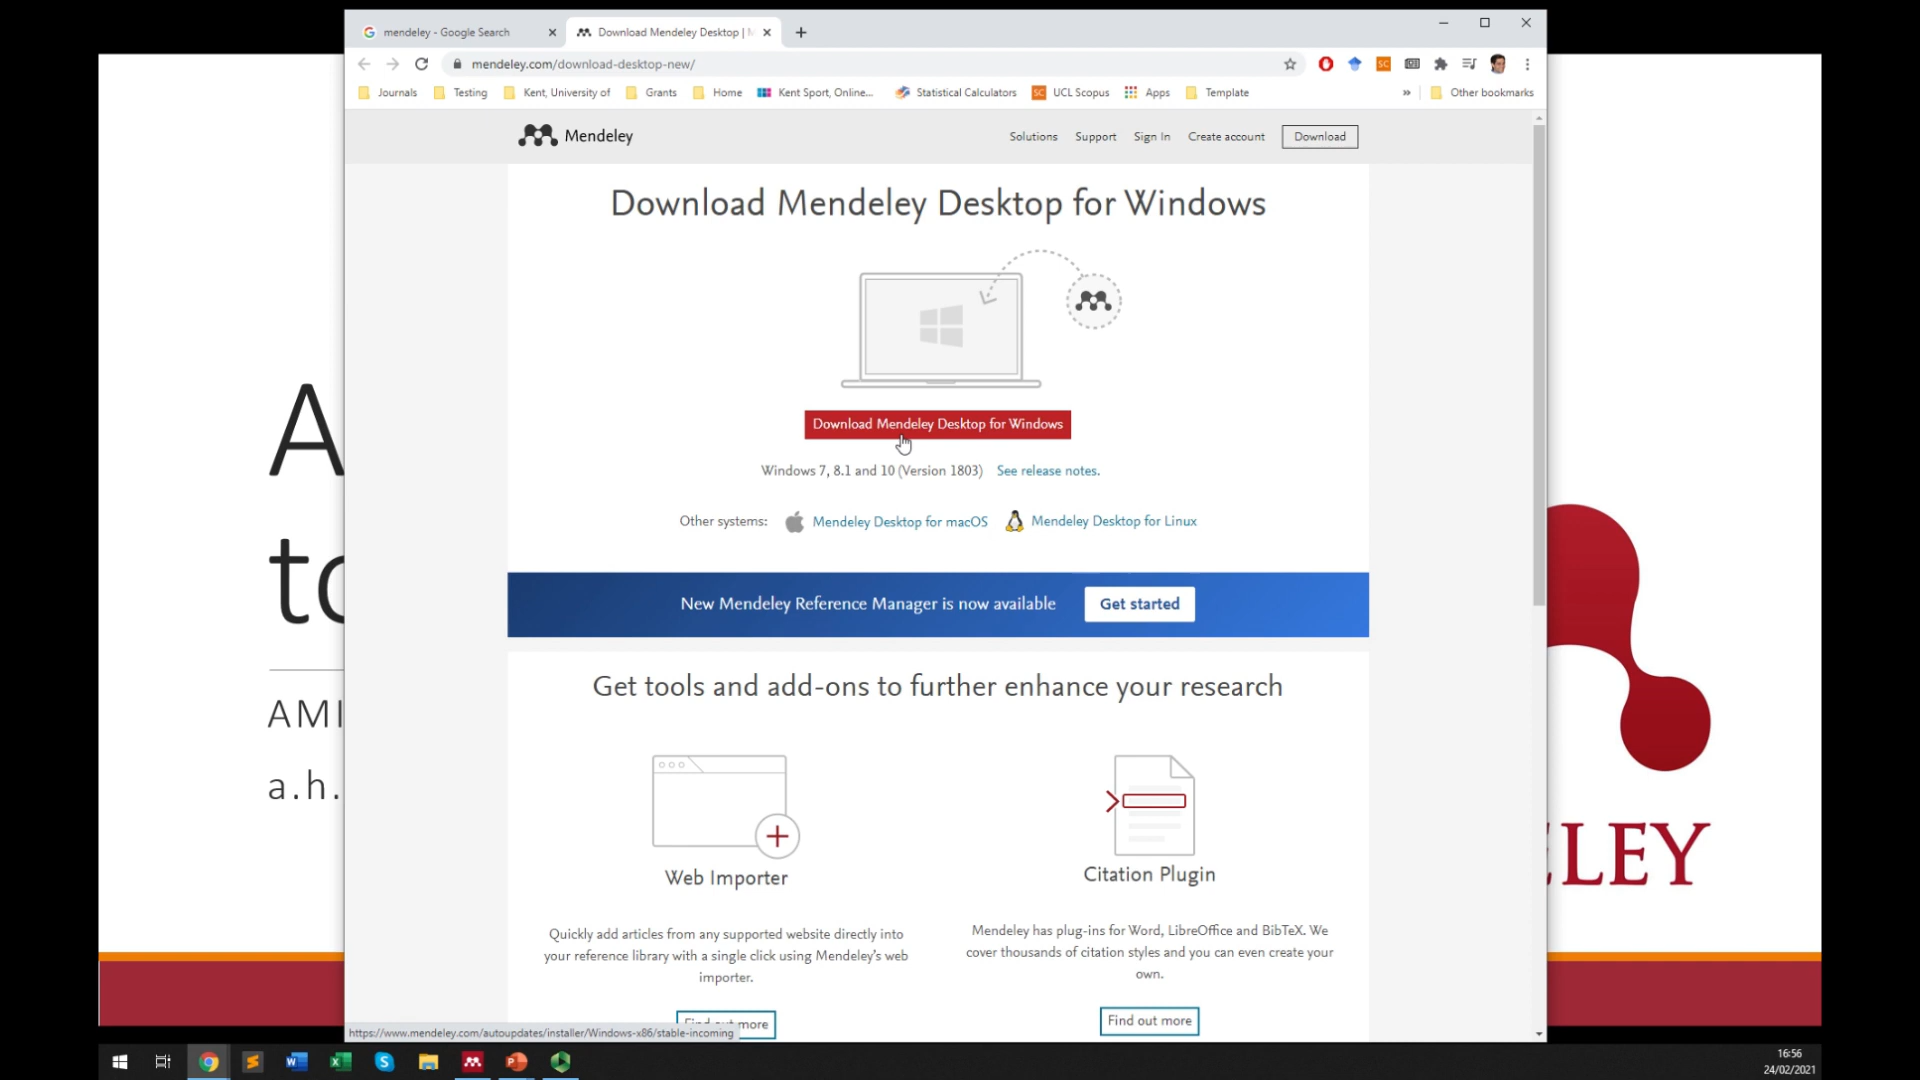 mendeley - Google Search
Download Mendeley Desktop |
mendeley.com/download-desktop-new/
Journals
Testing
Kent, University of
Grants
Home
Kent Sport, Online...
Statistical Calculators
SC
UCL Scopus
Apps
Template
»
Other bookmarks
Mendeley
Solutions
Support
Sign In
Create account
Download
Download Mendeley Desktop for Windows
Download Mendeley Desktop for Windows
Windows 7, 8.1 and 10 (Version 1803) See release notes.
Other systems: Mendeley Desktop for macOS Mendeley Desktop for Linux
New Mendeley Reference Manager is now available
Get started
Get tools and add-ons to further enhance your research
Web Importer
Quickly add articles from any supported website directly into
your reference library with a single click using Mendeley's web
importer.
Find out more
Citation Plugin
Mendeley has plug-ins for Word, LibreOffice and BibTeX. We
cover thousands of citation styles and you can even create your
own.
Find out more
https://www.mendeley.com/autoupdates/installer/Windows-x86/stable-incoming
A
to
AMI
a.h.
LEY
16:56
24/02/2021